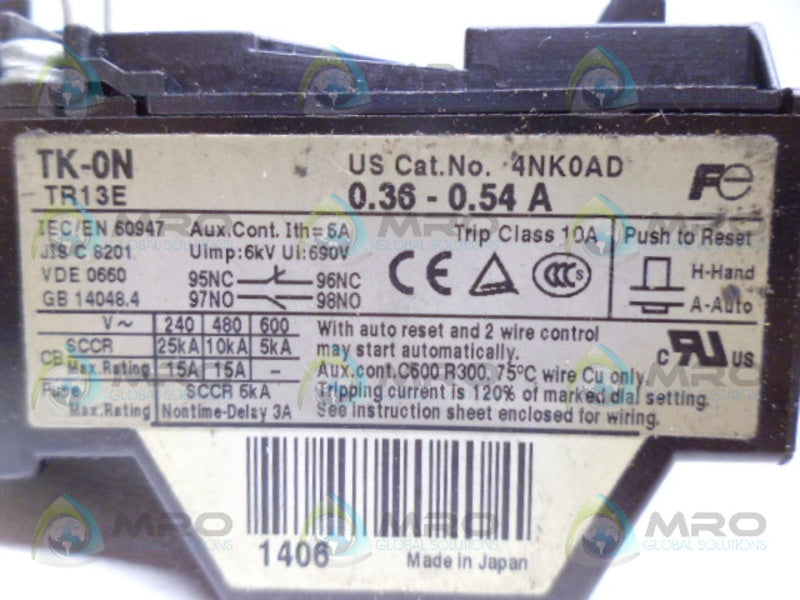 TK-0N
TR13E
US Cat.No. 4NK0AD
0.36 - 0.54 A
Fe
IEC/EN 60947
JIS C 8201
VDE 0660
GB 14048.4
Aux.Cont. Ith=5A
Uimp:6kV Ui:690V
95NC 96NC
97NO 98NO
Trip Class 10A
CE
CCC S
Push to Reset
H-Hand
A-Auto
V~ 240 480 600
CB SCCR 25kA 10kA 5kA
Max.Rating 15A 15A -
Fuse SCCR 5kA
Max.Rating Nontime-Delay 3A
With auto reset and 2 wire control
may start automatically.
Aux.cont.C600 R300. 75°C wire Cu only.
Tripping current is 120% of marked dial setting.
See instruction sheet enclosed for wiring.
C RU US
1406
Made in Japan
MRO
GLOBAL SOLUTIONS